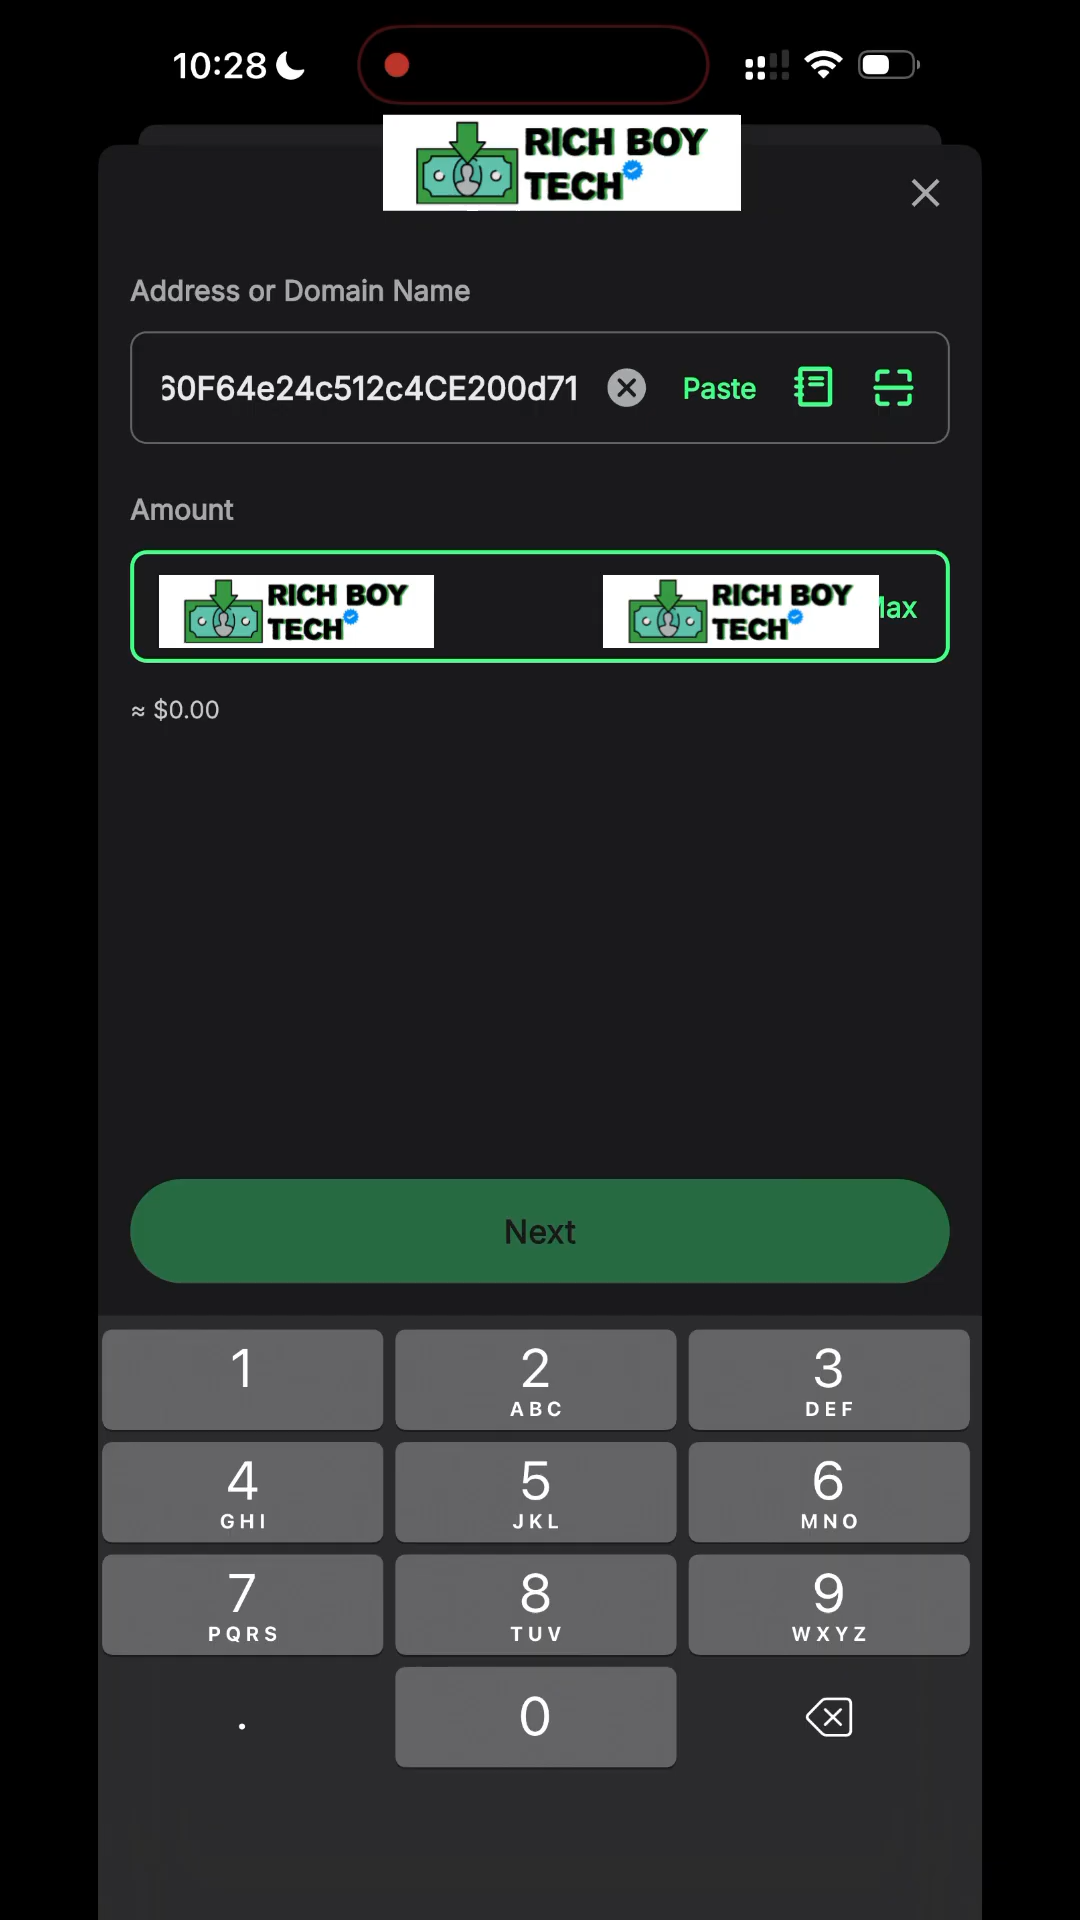 10:28
RICH BOY
TECH
Address or Domain Name
60F64e24c512c4CE200d71
Paste
Amount
RICH BOY
TECH
RICH BOY
TECH
Max
≈ $0.00
Next
1
2
ABC
3
DEF
4
GHI
5
JKL
6
MNO
7
PQRS
8
TUV
9
WXYZ
.
0